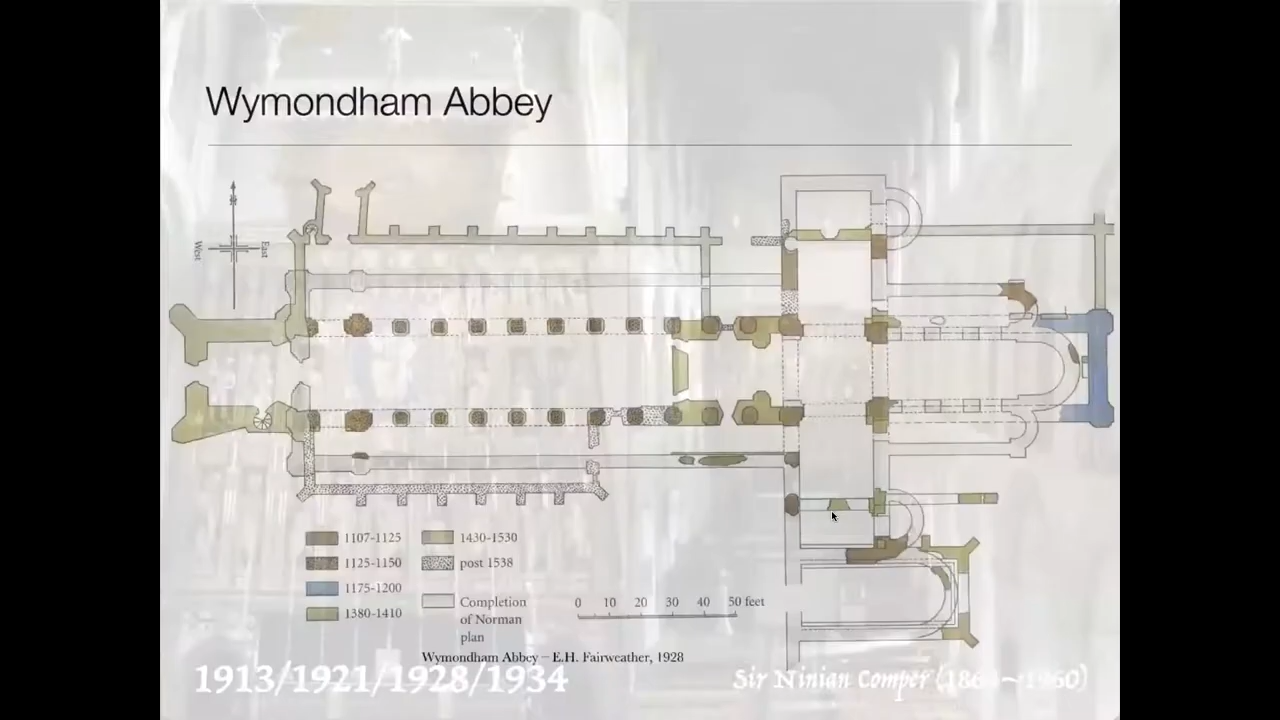 Wymondham Abbey
N
West
East
1107-1125
1125-1150
1175-1200
1380-1410
1430-1530
post 1538
Completion
of Norman
plan
0 10 20 30 40 50 feet
Wymondham Abbey – E.H. Fairweather, 1928
1913/1921/1928/1934
Sir Ninian Comper